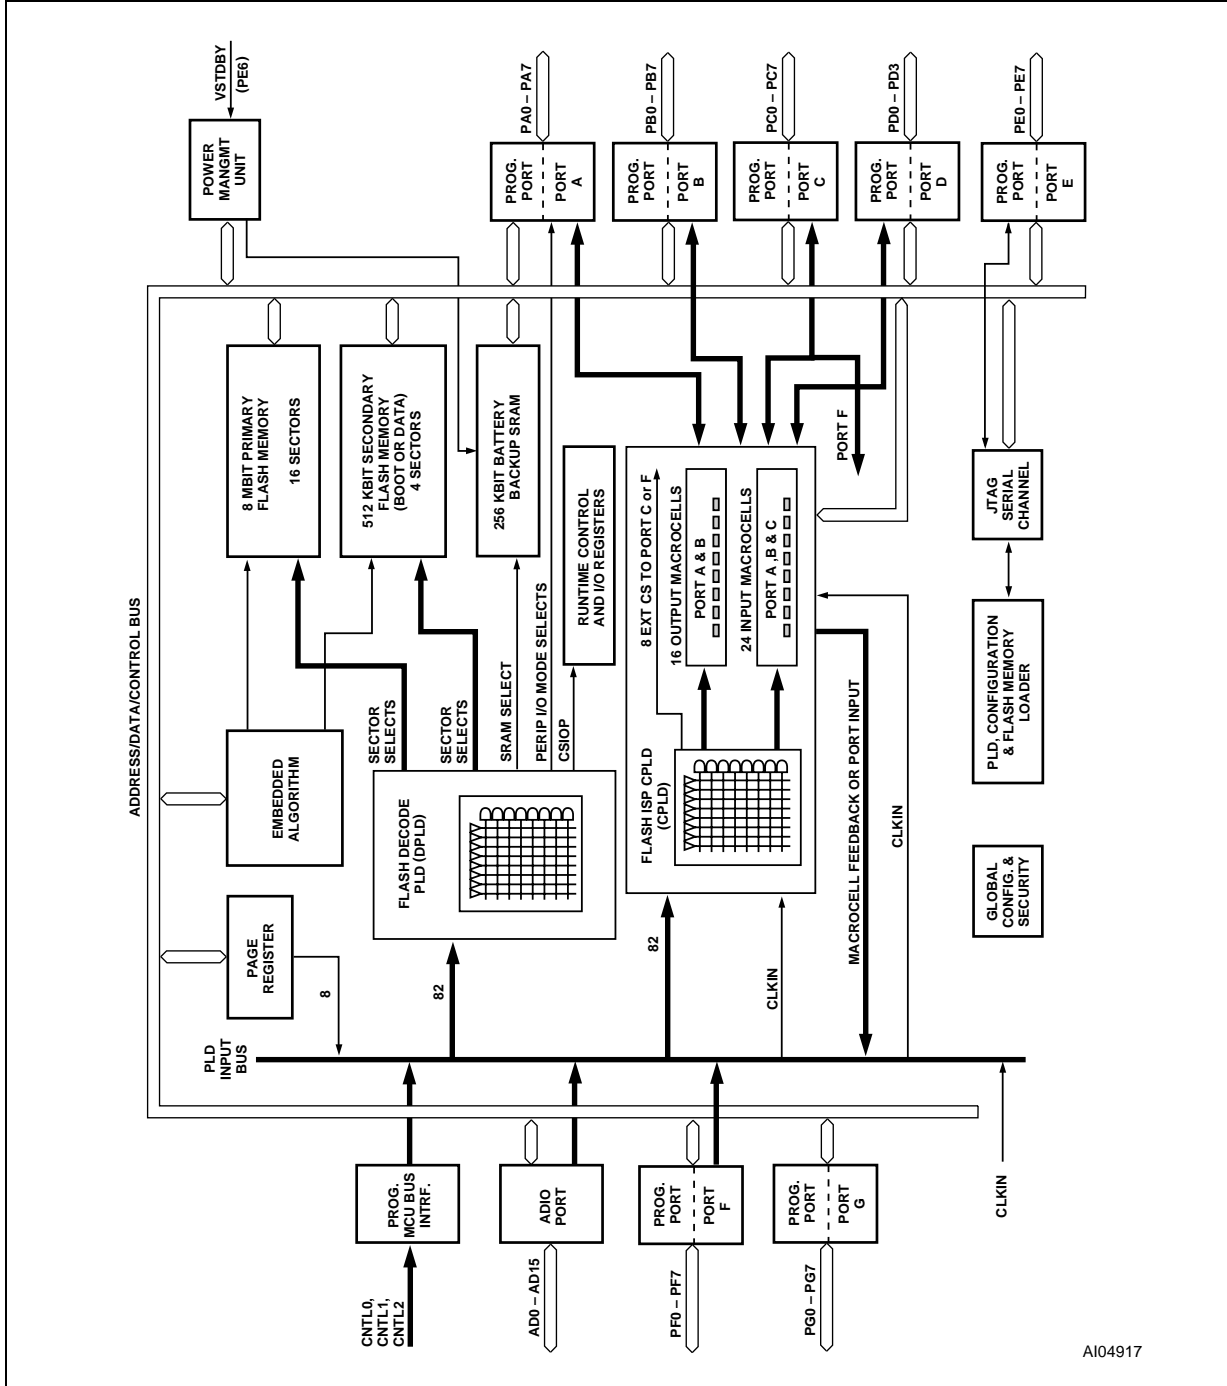 VSTDBY
(PE6)
POWER
MANGMT
UNIT
PA0 – PA7
PROG.
PORT
PORT
A
PB0 – PB7
PROG.
PORT
PORT
B
PC0 – PC7
PROG.
PORT
PORT
C
PD0 – PD3
PROG.
PORT
PORT
D
PE0 – PE7
PROG.
PORT
PORT
E
ADDRESS/DATA/CONTROL BUS
8 MBIT PRIMARY
FLASH MEMORY
16 SECTORS
512 KBIT SECONDARY
FLASH MEMORY
(BOOT OR DATA)
4 SECTORS
256 KBIT BATTERY
BACKUP SRAM
RUNTIME CONTROL
AND I/O REGISTERS
PORT F
8 EXT CS TO PORT C or F
16 OUTPUT MACROCELLS
PORT A & B
24 INPUT MACROCELLS
PORT A ,B & C
JTAG
SERIAL
CHANNEL
PLD, CONFIGURATION
& FLASH MEMORY
LOADER
EMBEDDED
ALGORITHM
SECTOR
SELECTS
SECTOR
SELECTS
SRAM SELECT
PERIP I/O MODE SELECTS
CSIOP
FLASH DECODE
PLD (DPLD)
FLASH ISP CPLD
(CPLD)
MACROCELL FEEDBACK OR PORT INPUT
CLKIN
GLOBAL
CONFIG. &
SECURITY
PAGE
REGISTER
8
82
82
CLKIN
PLD
INPUT
BUS
PROG.
MCU BUS
INTRF.
CNTL0,
CNTL1,
CNTL2
ADIO
PORT
AD0 – AD15
PROG.
PORT
PORT
F
PF0 – PF7
PROG.
PORT
PORT
G
PG0 – PG7
CLKIN
AI04917